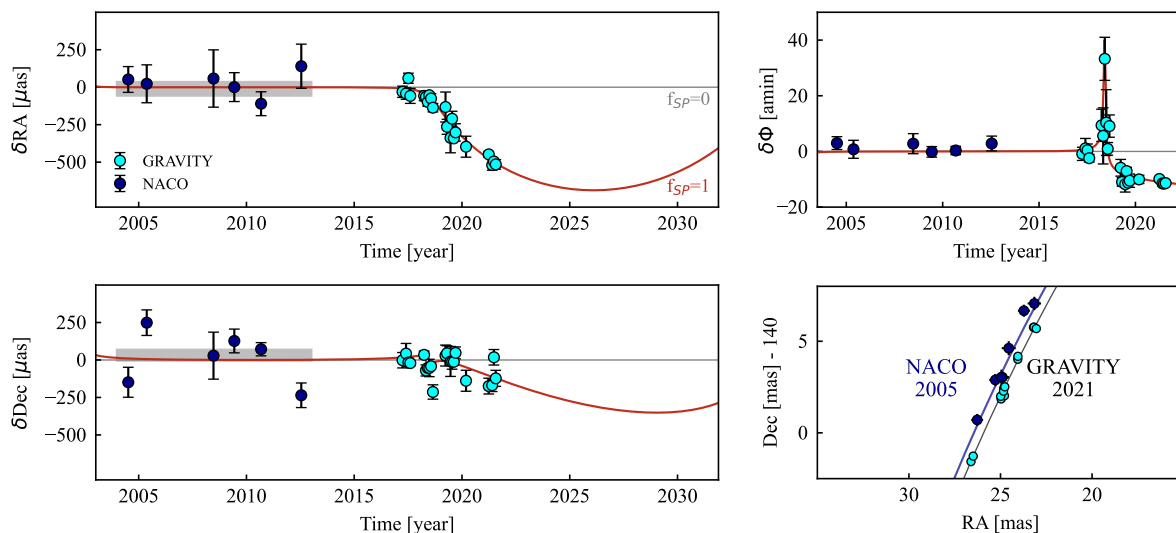 250
0
−250
−500
δRA [μas]
GRAVITY
NACO
f_SP=0
f_SP=1
2005 2010 2015 2020 2025 2030
Time [year]
40
20
0
−20
δΦ [amin]
2005 2010 2015 2020
Time [year]
250
0
−250
−500
δDec [μas]
2005 2010 2015 2020 2025 2030
Time [year]
5
0
Dec [mas] - 140
NACO
2005
GRAVITY
2021
30 25 20
RA [mas]